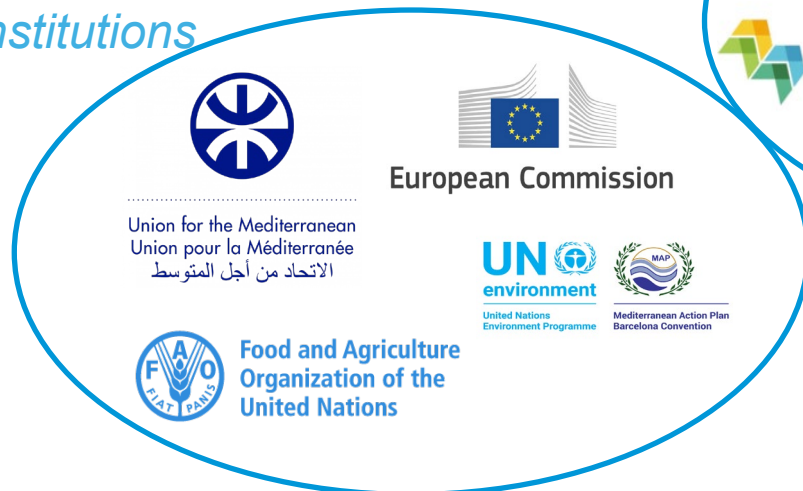 nstitutions
Union for the Mediterranean
Union pour la Méditerranée
الاتحاد من أجل المتوسط
European Commission
UN
environment
United Nations
Environment Programme
MAP
Mediterranean Action Plan
Barcelona Convention
F A O
FIAT PANIS
Food and Agriculture
Organization of the
United Nations